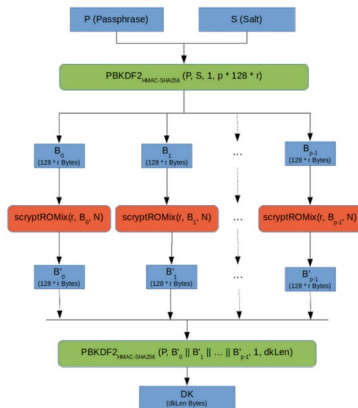 P (Passphrase) S (Salt)
PBKDF2HMAC-SHA256 (P, S, 1, p * 128 * r)
B0 B1 ... Bp-1
(128 * r Bytes) (128 * r Bytes) (128 * r Bytes)
scryptROMix(r, B0, N) scryptROMix(r, B1, N) ... scryptROMix(r, Bp-1, N)
B'0 B'1 ... B'p-1
(128 * r Bytes) (128 * r Bytes) (128 * r Bytes)
PBKDF2HMAC-SHA256 (P, B'0 || B'1 || ... || B'p-1, 1, dkLen)
DK
(dkLen Bytes)